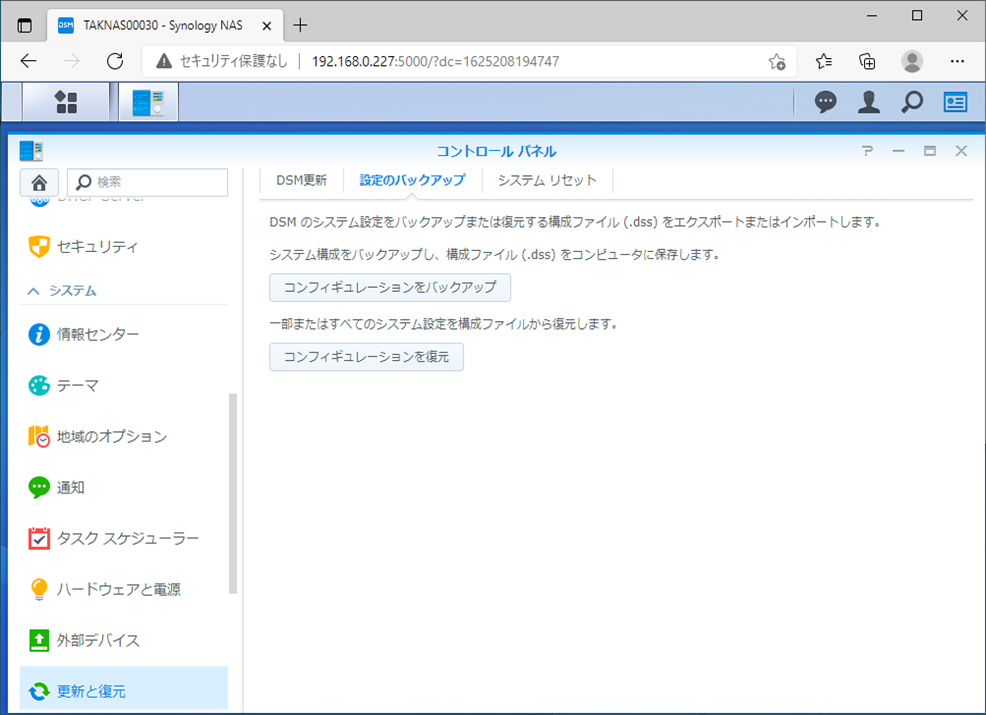 DSM
TAKNAS00030 - Synology NAS
セキュリティ保護なし
192.168.0.227:5000/?dc=1625208194747
コントロール パネル
検索
DSM更新
設定のバックアップ
システム リセット
DHCP Server
セキュリティ
システム
情報センター
テーマ
地域のオプション
通知
タスク スケジューラー
ハードウェアと電源
外部デバイス
更新と復元
DSM のシステム設定をバックアップまたは復元する構成ファイル (.dss) をエクスポートまたはインポートします。
システム構成をバックアップし、構成ファイル (.dss) をコンピュータに保存します。
コンフィギュレーションをバックアップ
一部またはすべてのシステム設定を構成ファイルから復元します。
コンフィギュレーションを復元